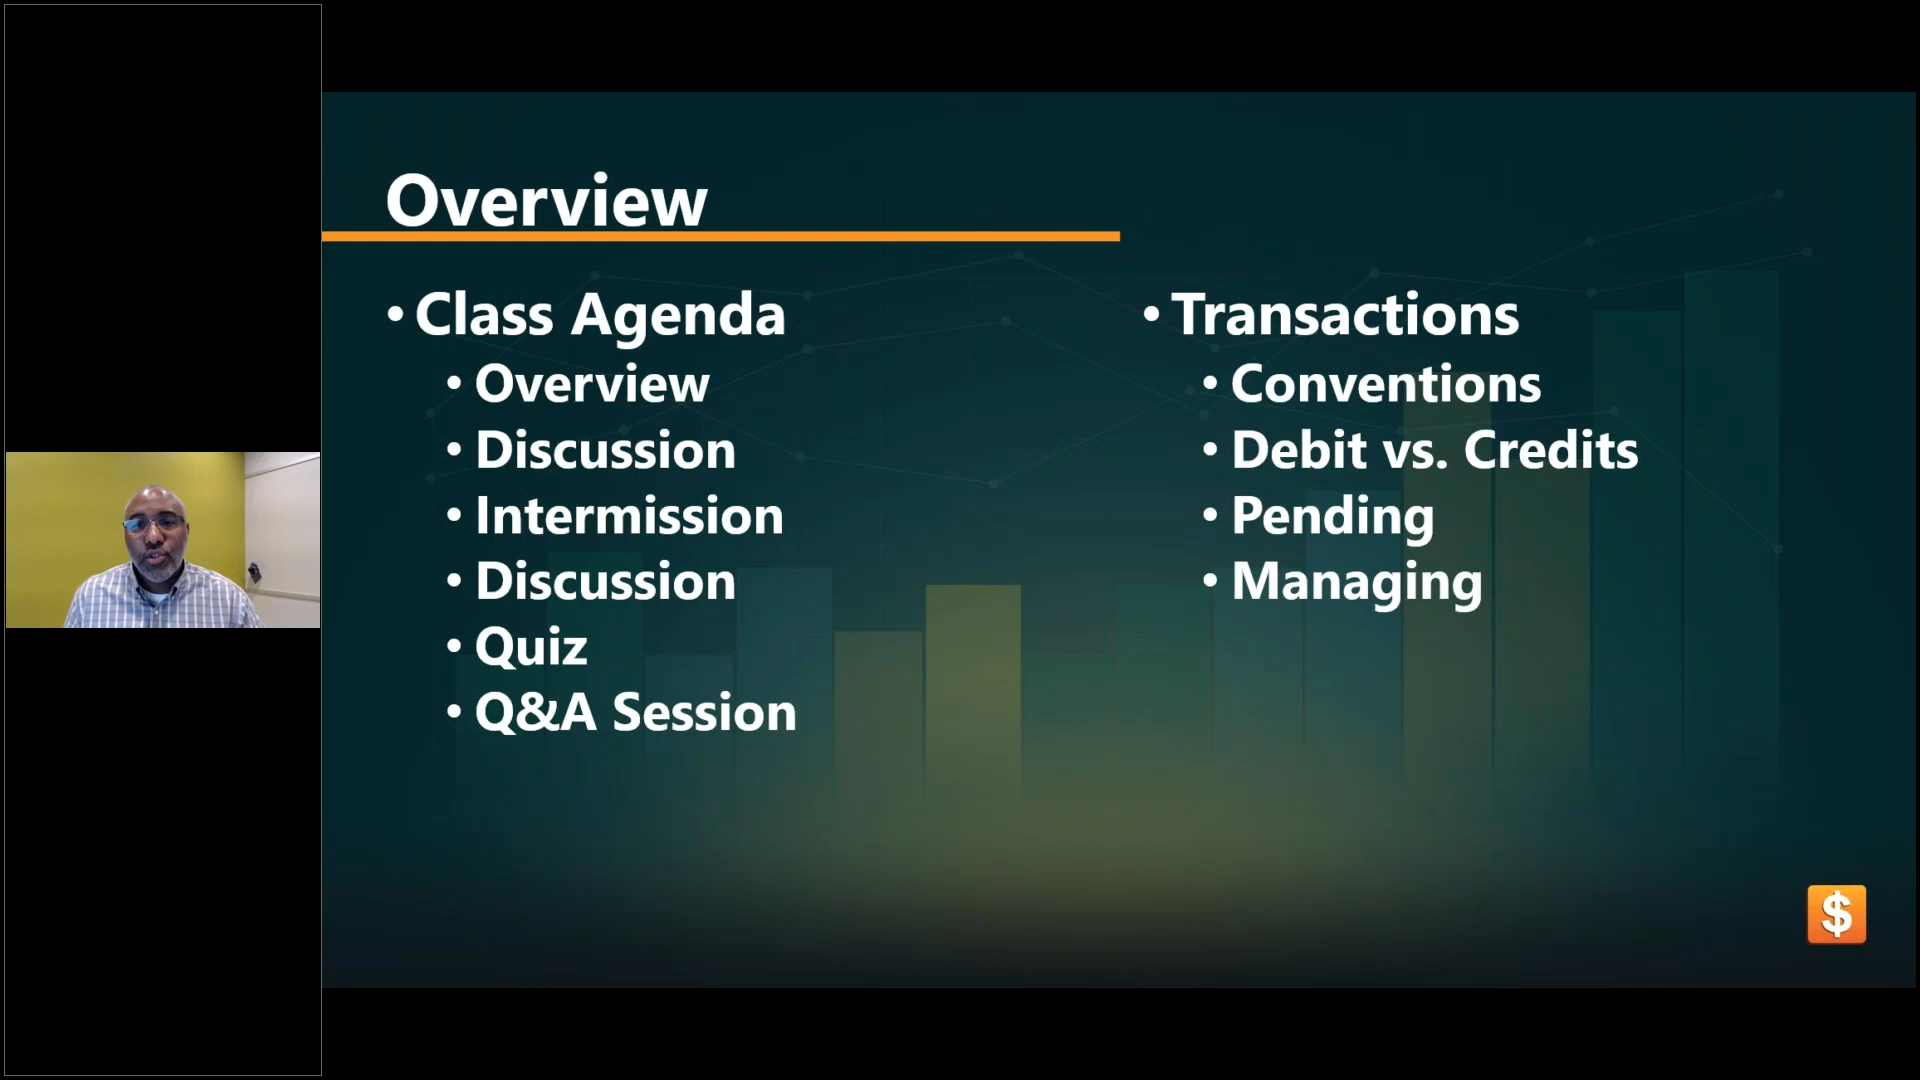 Overview
• Class Agenda
• Overview
• Discussion
• Intermission
• Discussion
• Quiz
• Q&A Session
• Transactions
• Conventions
• Debit vs. Credits
• Pending
• Managing
$